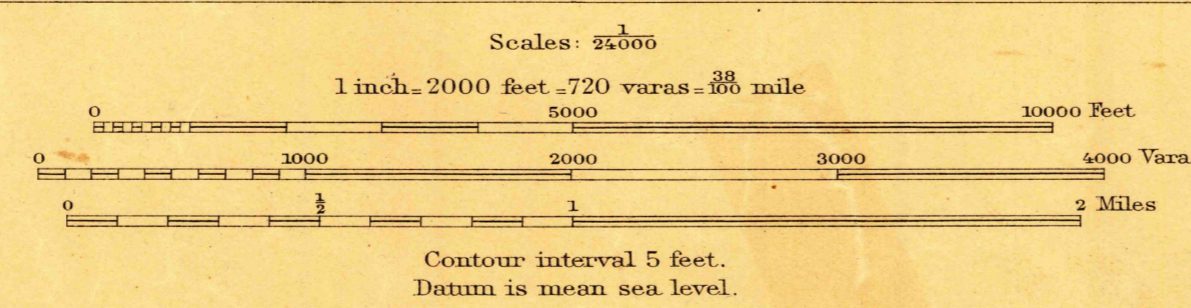 Scales: 1/24000
1 inch = 2000 feet = 720 varas = 38/100 mile
0 5000 10000 Feet
0 1000 2000 3000 4000 Vara
0 1/2 1 2 Miles
Contour interval 5 feet.
Datum is mean sea level.